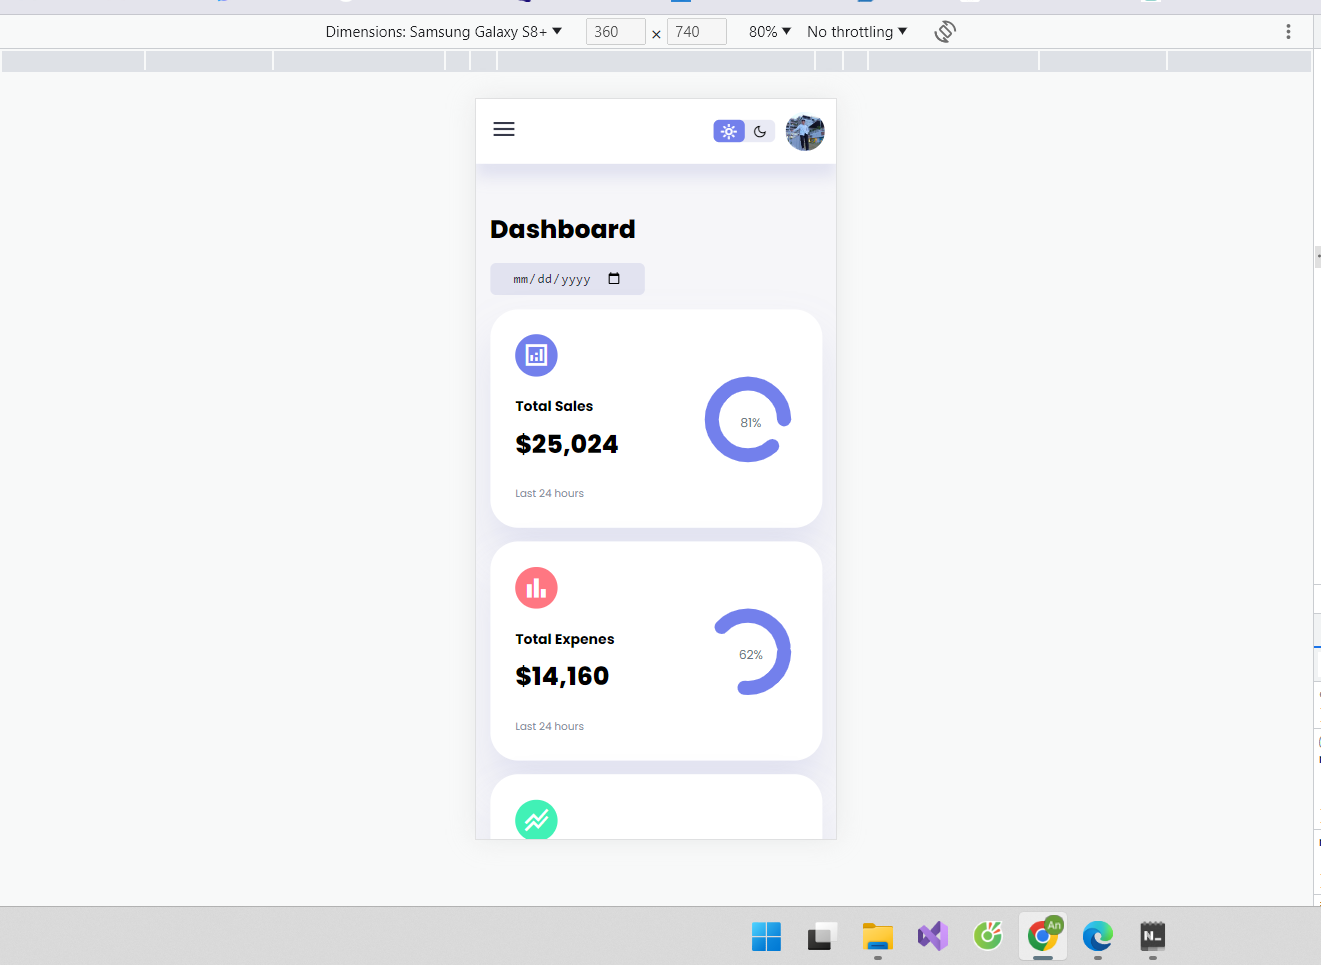 Dimensions: Samsung Galaxy S8+ 360 × 740 80% No throttling
Dashboard
mm/dd/yyyy
Total Sales
$25,024
81%
Last 24 hours
Total Expenes
$14,160
62%
Last 24 hours
An
N